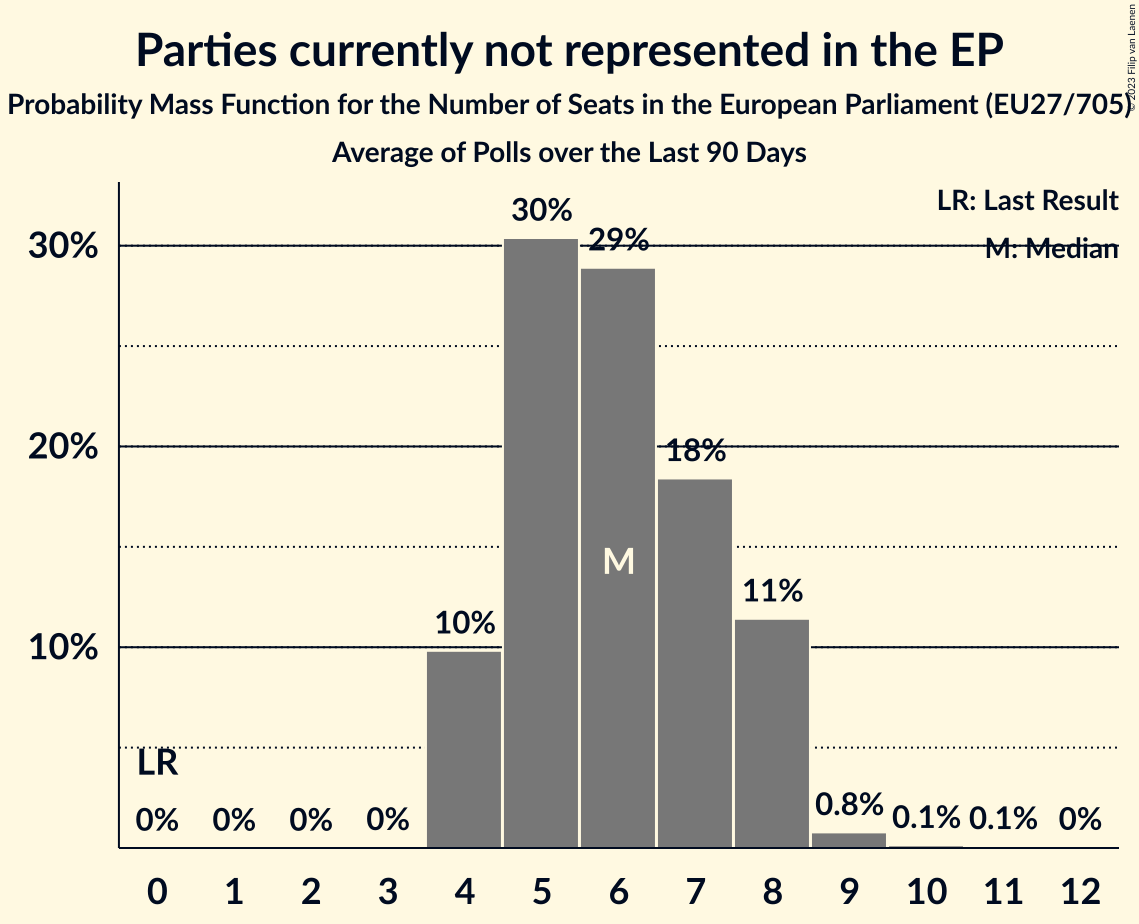 Parties currently not represented in the EP
Probability Mass Function for the Number of Seats in the European Parliament (EU27/705)
Average of Polls over the Last 90 Days
© 2023 Filip van Laenen
LR: Last Result
M: Median
30%
20%
10%
30%
29%
18%
M
11%
10%
LR
0%
0%
0%
0%
0.8%
0.1%
0.1%
0%
0 1 2 3 4 5 6 7 8 9 10 11 12